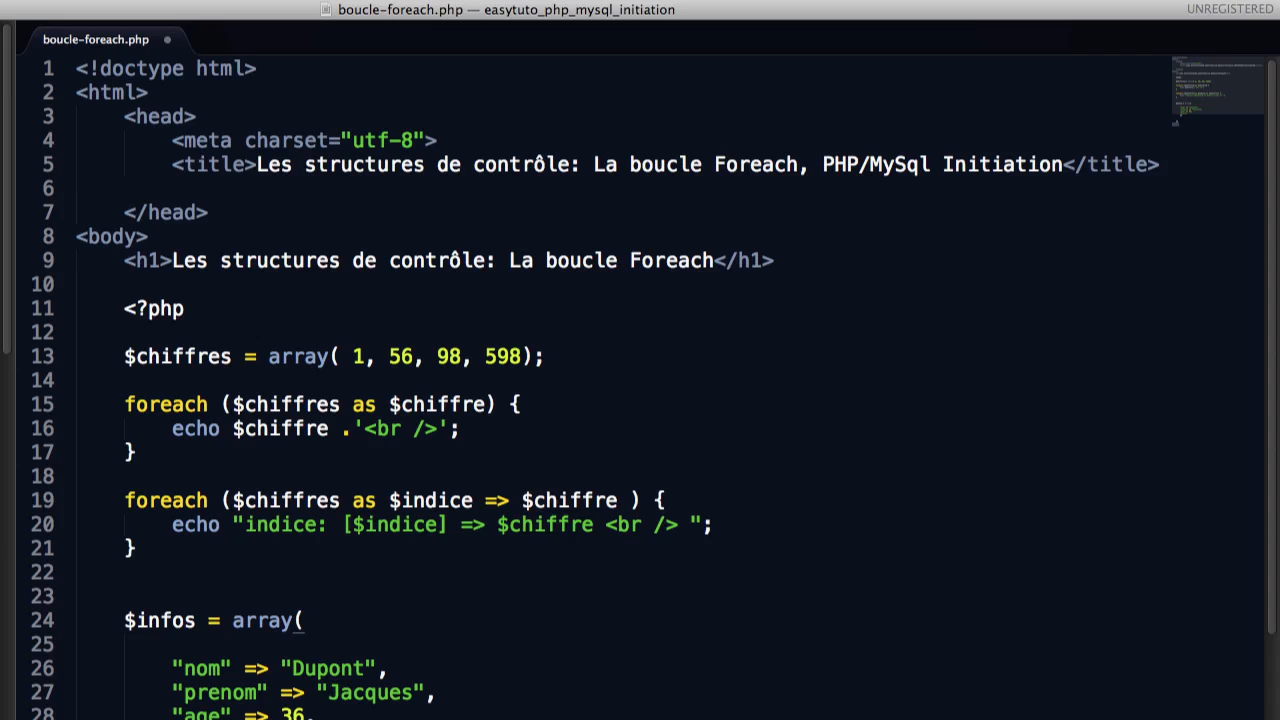 boucle-foreach.php — easytuto_php_mysql_initiation
UNREGISTERED
boucle-foreach.php
1 <!doctype html>
2 <html>
3 <head>
4 <meta charset="utf-8">
5 <title>Les structures de contrôle: La boucle Foreach, PHP/MySql Initiation</title>
6
7 </head>
8 <body>
9 <h1>Les structures de contrôle: La boucle Foreach</h1>
10
11 <?php
12
13 $chiffres = array( 1, 56, 98, 598);
14
15 foreach ($chiffres as $chiffre) {
16 echo $chiffre .'<br />';
17 }
18
19 foreach ($chiffres as $indice => $chiffre ) {
20 echo "indice: [$indice] => $chiffre <br /> ";
21 }
22
23
24 $infos = array(
25
26 "nom" => "Dupont",
27 "prenom" => "Jacques",
28 "age" => 36,